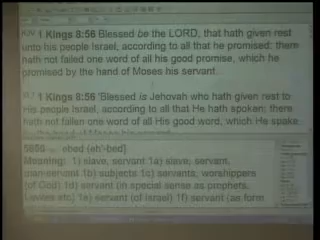 1 Kings 8:56 Blessed be the LORD, that hath given rest
unto his people Israel, according to all that he promised: there
hath not failed one word of all his good promise, which he
promised by the hand of Moses his servant.
1 Kings 8:56 'Blessed is Jehovah who hath given rest to
His people Israel, according to all that He hath spoken; there
hath not fallen one word of all His good word, which He spake
5650 ebed (eh'-bed)
Meaning: 1) slave, servant 1a) slave, servant,
man-servant 1b) subjects 1c) servants, worshippers
(of God) 1d) servant (in special sense as prophets,
Levites etc) 1e) servant (of Israel) 1f) servant (as form